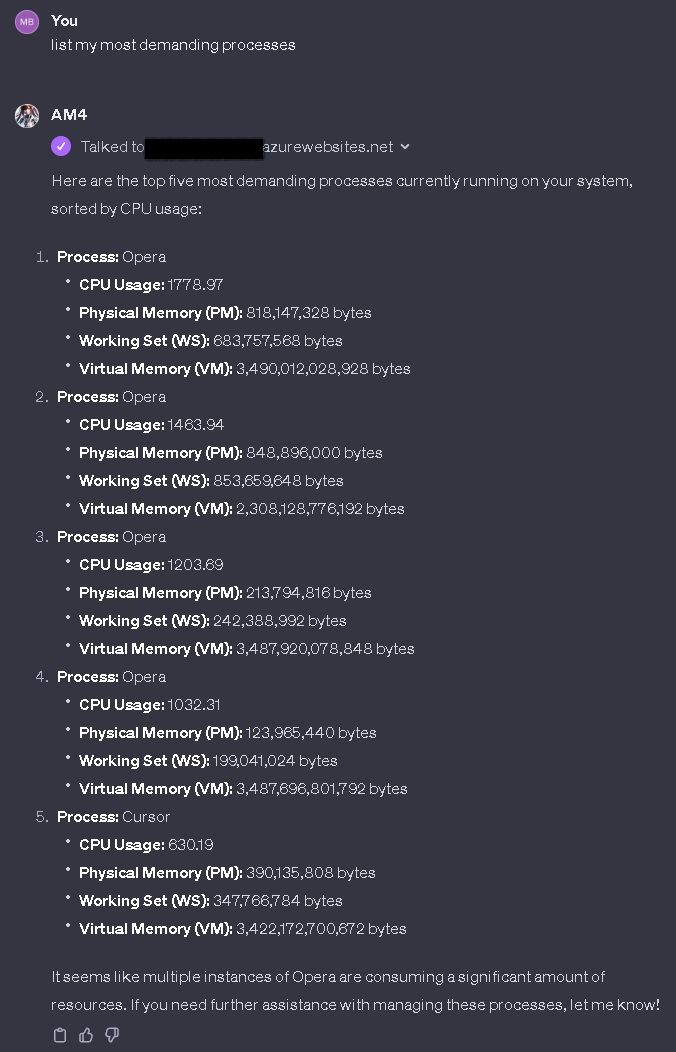 MB You
list my most demanding processes
AM4
Talked to azurewebsites.net
Here are the top five most demanding processes currently running on your system,
sorted by CPU usage:
1. Process: Opera
• CPU Usage: 1778.97
• Physical Memory (PM): 818,147,328 bytes
• Working Set (WS): 683,757,568 bytes
• Virtual Memory (VM): 3,490,012,028,928 bytes
2. Process: Opera
• CPU Usage: 1463.94
• Physical Memory (PM): 848,896,000 bytes
• Working Set (WS): 853,659,648 bytes
• Virtual Memory (VM): 2,308,128,776,192 bytes
3. Process: Opera
• CPU Usage: 1203.69
• Physical Memory (PM): 213,794,816 bytes
• Working Set (WS): 242,388,992 bytes
• Virtual Memory (VM): 3,487,920,078,848 bytes
4. Process: Opera
• CPU Usage: 1032.31
• Physical Memory (PM): 123,965,440 bytes
• Working Set (WS): 199,041,024 bytes
• Virtual Memory (VM): 3,487,696,801,792 bytes
5. Process: Cursor
• CPU Usage: 630.19
• Physical Memory (PM): 390,135,808 bytes
• Working Set (WS): 347,766,784 bytes
• Virtual Memory (VM): 3,422,172,700,672 bytes
It seems like multiple instances of Opera are consuming a significant amount of
resources. If you need further assistance with managing these processes, let me know!